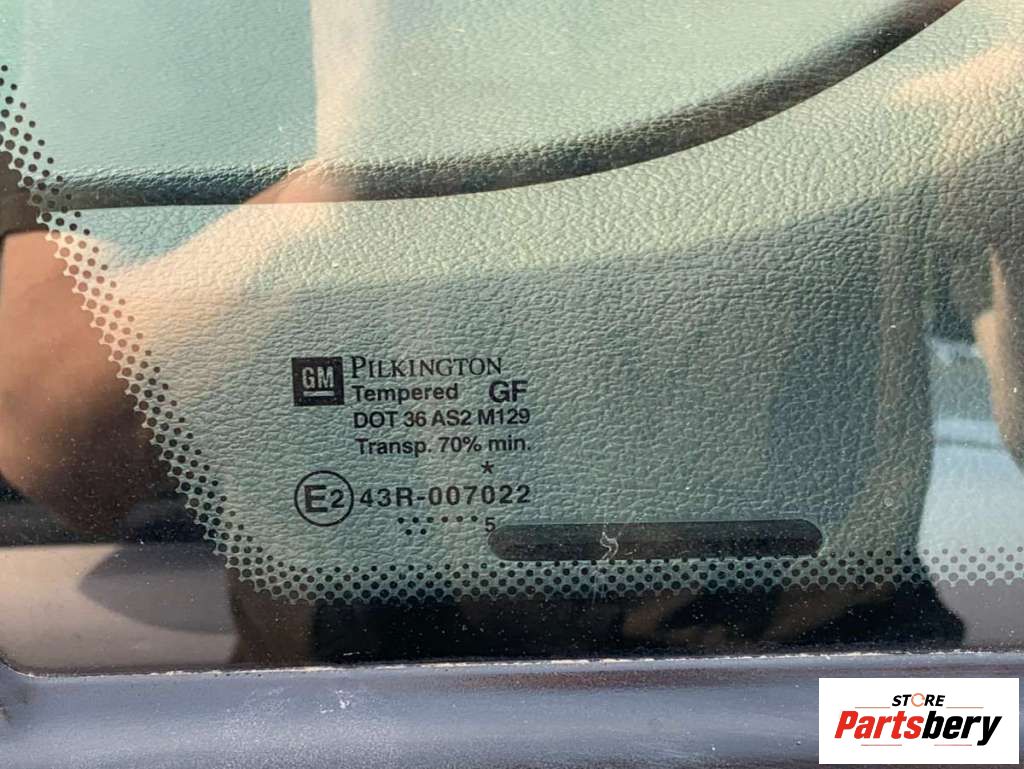 GM PILKINGTON
Tempered GF
DOT 36 AS2 M129
Transp. 70% min.
*
E2 43R-007022
5
STORE
Partsbery